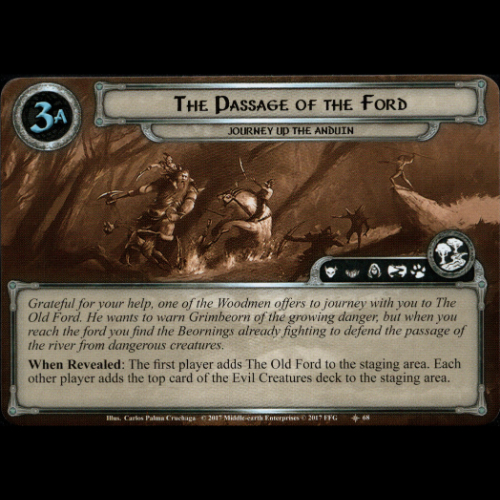 3A
THE PASSAGE OF THE FORD
JOURNEY UP THE ANDUIN
Grateful for your help, one of the Woodmen offers to journey with you to The
Old Ford. He wants to warn Grimbeorn of the growing danger, but when you
reach the ford you find the Beornings already fighting to defend the passage of
the river from dangerous creatures.
When Revealed: The first player adds The Old Ford to the staging area. Each
other player adds the top card of the Evil Creatures deck to the staging area.
Illus. Carlos Palma Cruchaga © 2017 Middle-earth Enterprises © 2017 FFG 68